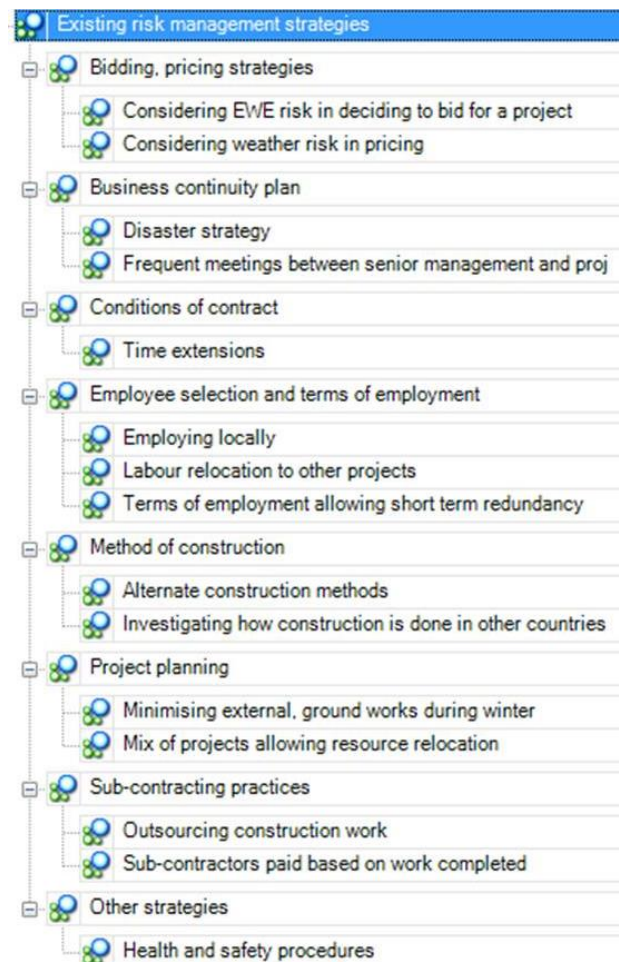 Existing risk management strategies
Bidding, pricing strategies
Considering EWE risk in deciding to bid for a project
Considering weather risk in pricing
Business continuity plan
Disaster strategy
Frequent meetings between senior management and proj
Conditions of contract
Time extensions
Employee selection and terms of employment
Employing locally
Labour relocation to other projects
Terms of employment allowing short term redundancy
Method of construction
Alternate construction methods
Investigating how construction is done in other countries
Project planning
Minimising external, ground works during winter
Mix of projects allowing resource relocation
Sub-contracting practices
Outsourcing construction work
Sub-contractors paid based on work completed
Other strategies
Health and safety procedures